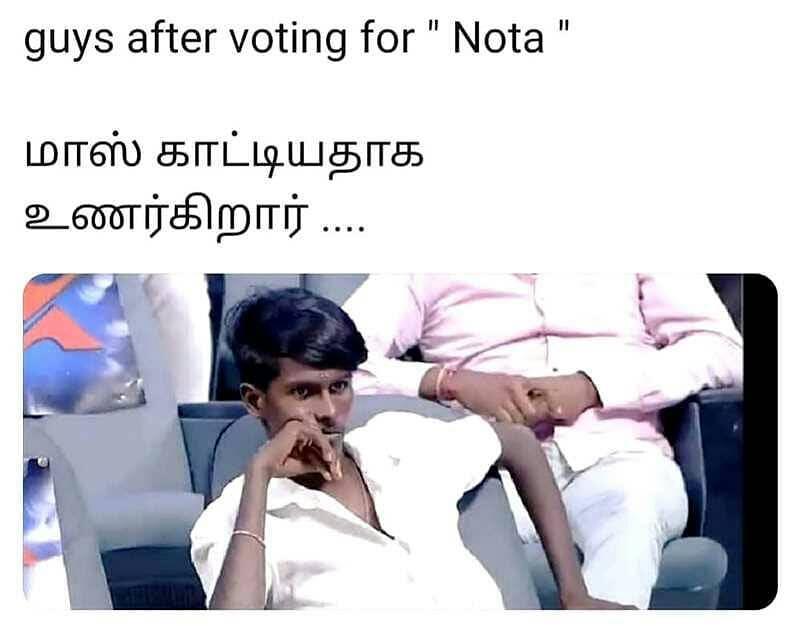 guys after voting for " Nota "
மாஸ் காட்டியதாக
உணர்கிறார் ....